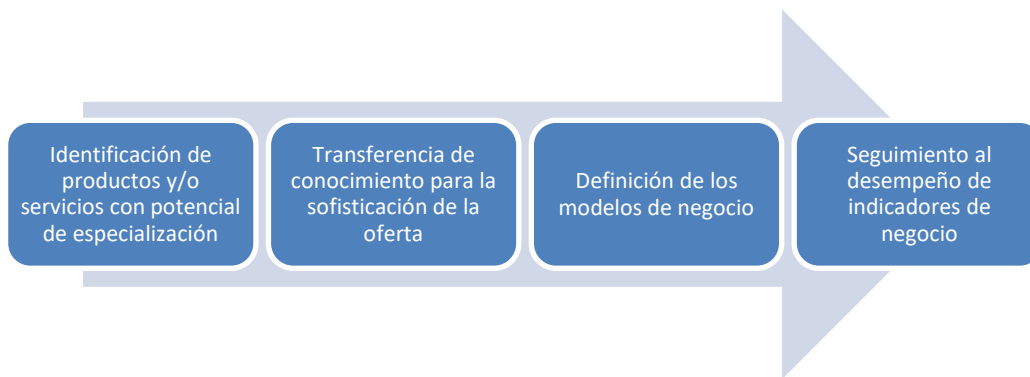 Identificación de
productos y/o
servicios con potencial
de especialización
Transferencia de
conocimiento para la
sofisticación de la
oferta
Definición de los
modelos de negocio
Seguimiento al
desempeño de
indicadores de
negocio